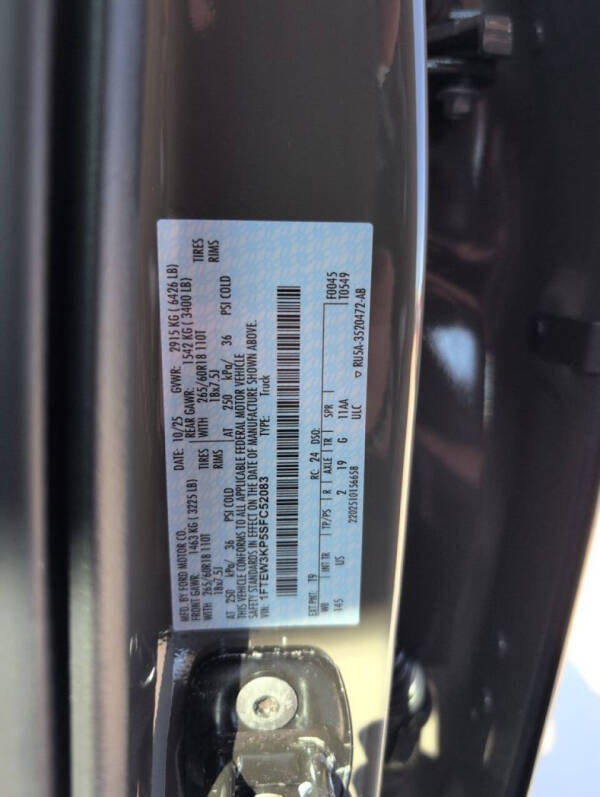 MFD. BY FORD MOTOR CO. DATE: 10/25 GVWR: 2915 KG ( 6426 LB)
FRONT GAWR: 1463 KG ( 3225 LB) REAR GAWR: 1542 KG ( 3400 LB)
WITH 265/60R18 110T TIRES WITH 265/60R18 110T TIRES
18x7.5J RIMS 18x7.5J RIMS
AT 250 kPa/ 36 PSI COLD AT 250 kPa/ 36 PSI COLD
THIS VEHICLE CONFORMS TO ALL APPLICABLE FEDERAL MOTOR VEHICLE
SAFETY STANDARDS IN EFFECT ON THE DATE OF MANUFACTURE SHOWN ABOVE.
VIN: 1FTEW3KP5SFC52083 TYPE: Truck
F0045
EXT PNT: T9 RC: 24 DSO: T0549
WB INT TR TP/PS R AXLE TR SPR
145 US 2 19 G 11AA
ULC
2202510156658 RU5A-3520472-AB